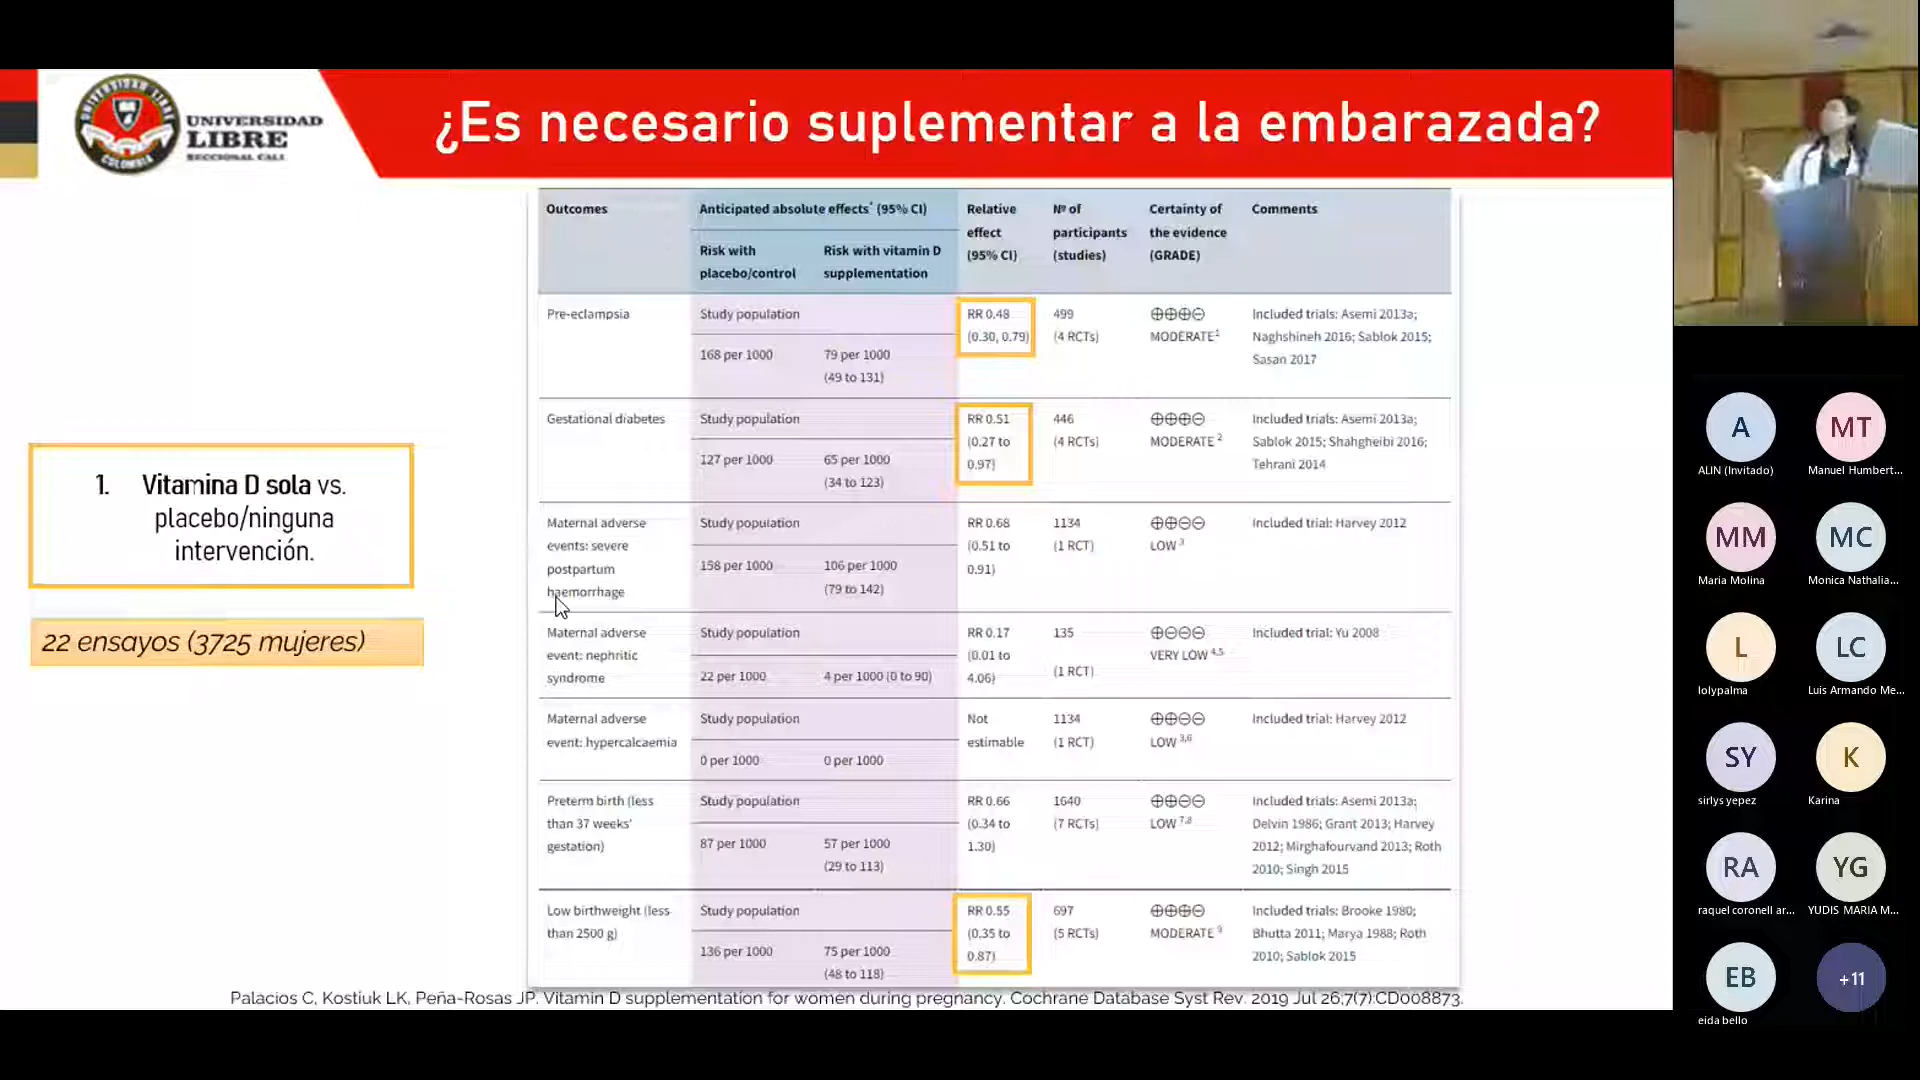 UNIVERSIDAD
LIBRE
SECCIONAL CALI
UNIVERSIDAD LIBRE
COLOMBIA
¿Es necesario suplementar a la embarazada?
1. Vitamina D sola vs.
placebo/ninguna
intervención.
22 ensayos (3725 mujeres)
Outcomes
Anticipated absolute effects* (95% CI)
Relative
effect
(95% CI)
№ of
participants
(studies)
Certainty of
the evidence
(GRADE)
Comments
Risk with
placebo/control
Risk with vitamin D
supplementation
Pre-eclampsia
Study population
168 per 1000
79 per 1000
(49 to 131)
RR 0.48
(0.30, 0.79)
499
(4 RCTs)
⊕⊕⊕⊝
MODERATE 1
Included trials: Asemi 2013a;
Naghshineh 2016; Sablok 2015;
Sasan 2017
Gestational diabetes
Study population
127 per 1000
65 per 1000
(34 to 123)
RR 0.51
(0.27 to
0.97)
446
(4 RCTs)
⊕⊕⊕⊝
MODERATE 2
Included trials: Asemi 2013a;
Sablok 2015; Shahgheibi 2016;
Tehrani 2014
Maternal adverse
events: severe
postpartum
haemorrhage
Study population
158 per 1000
106 per 1000
(79 to 142)
RR 0.68
(0.51 to
0.91)
1134
(1 RCT)
⊕⊕⊝⊝
LOW 3
Included trial: Harvey 2012
Maternal adverse
event: nephritic
syndrome
Study population
22 per 1000
4 per 1000 (0 to 90)
RR 0.17
(0.01 to
4.06)
135
(1 RCT)
⊕⊝⊝⊝
VERY LOW 4,5
Included trial: Yu 2008
Maternal adverse
event: hypercalcaemia
Study population
0 per 1000
0 per 1000
Not
estimable
1134
(1 RCT)
⊕⊕⊝⊝
LOW 3,6
Included trial: Harvey 2012
Preterm birth (less
than 37 weeks'
gestation)
Study population
87 per 1000
57 per 1000
(29 to 113)
RR 0.66
(0.34 to
1.30)
1640
(7 RCTs)
⊕⊕⊝⊝
LOW 7,8
Included trials: Asemi 2013a;
Delvin 1986; Grant 2013; Harvey
2012; Mirghafourvand 2013; Roth
2010; Singh 2015
Low birthweight (less
than 2500 g)
Study population
136 per 1000
75 per 1000
(48 to 118)
RR 0.55
(0.35 to
0.87)
697
(5 RCTs)
⊕⊕⊕⊝
MODERATE 9
Included trials: Brooke 1980;
Bhutta 2011; Marya 1988; Roth
2010; Sablok 2015
Palacios C, Kostiuk LK, Peña-Rosas JP. Vitamin D supplementation for women during pregnancy. Cochrane Database Syst Rev. 2019 Jul 26;7(7):CD008873.
A
ALIN (Invitado)
MT
Manuel Humbert...
MM
Maria Molina
MC
Monica Nathalia...
L
lolypalma
LC
Luis Armando Me...
SY
sirlys yepez
K
Karina
RA
raquel coronell ar...
YG
YUDIS MARIA M...
EB
eida bello
+11